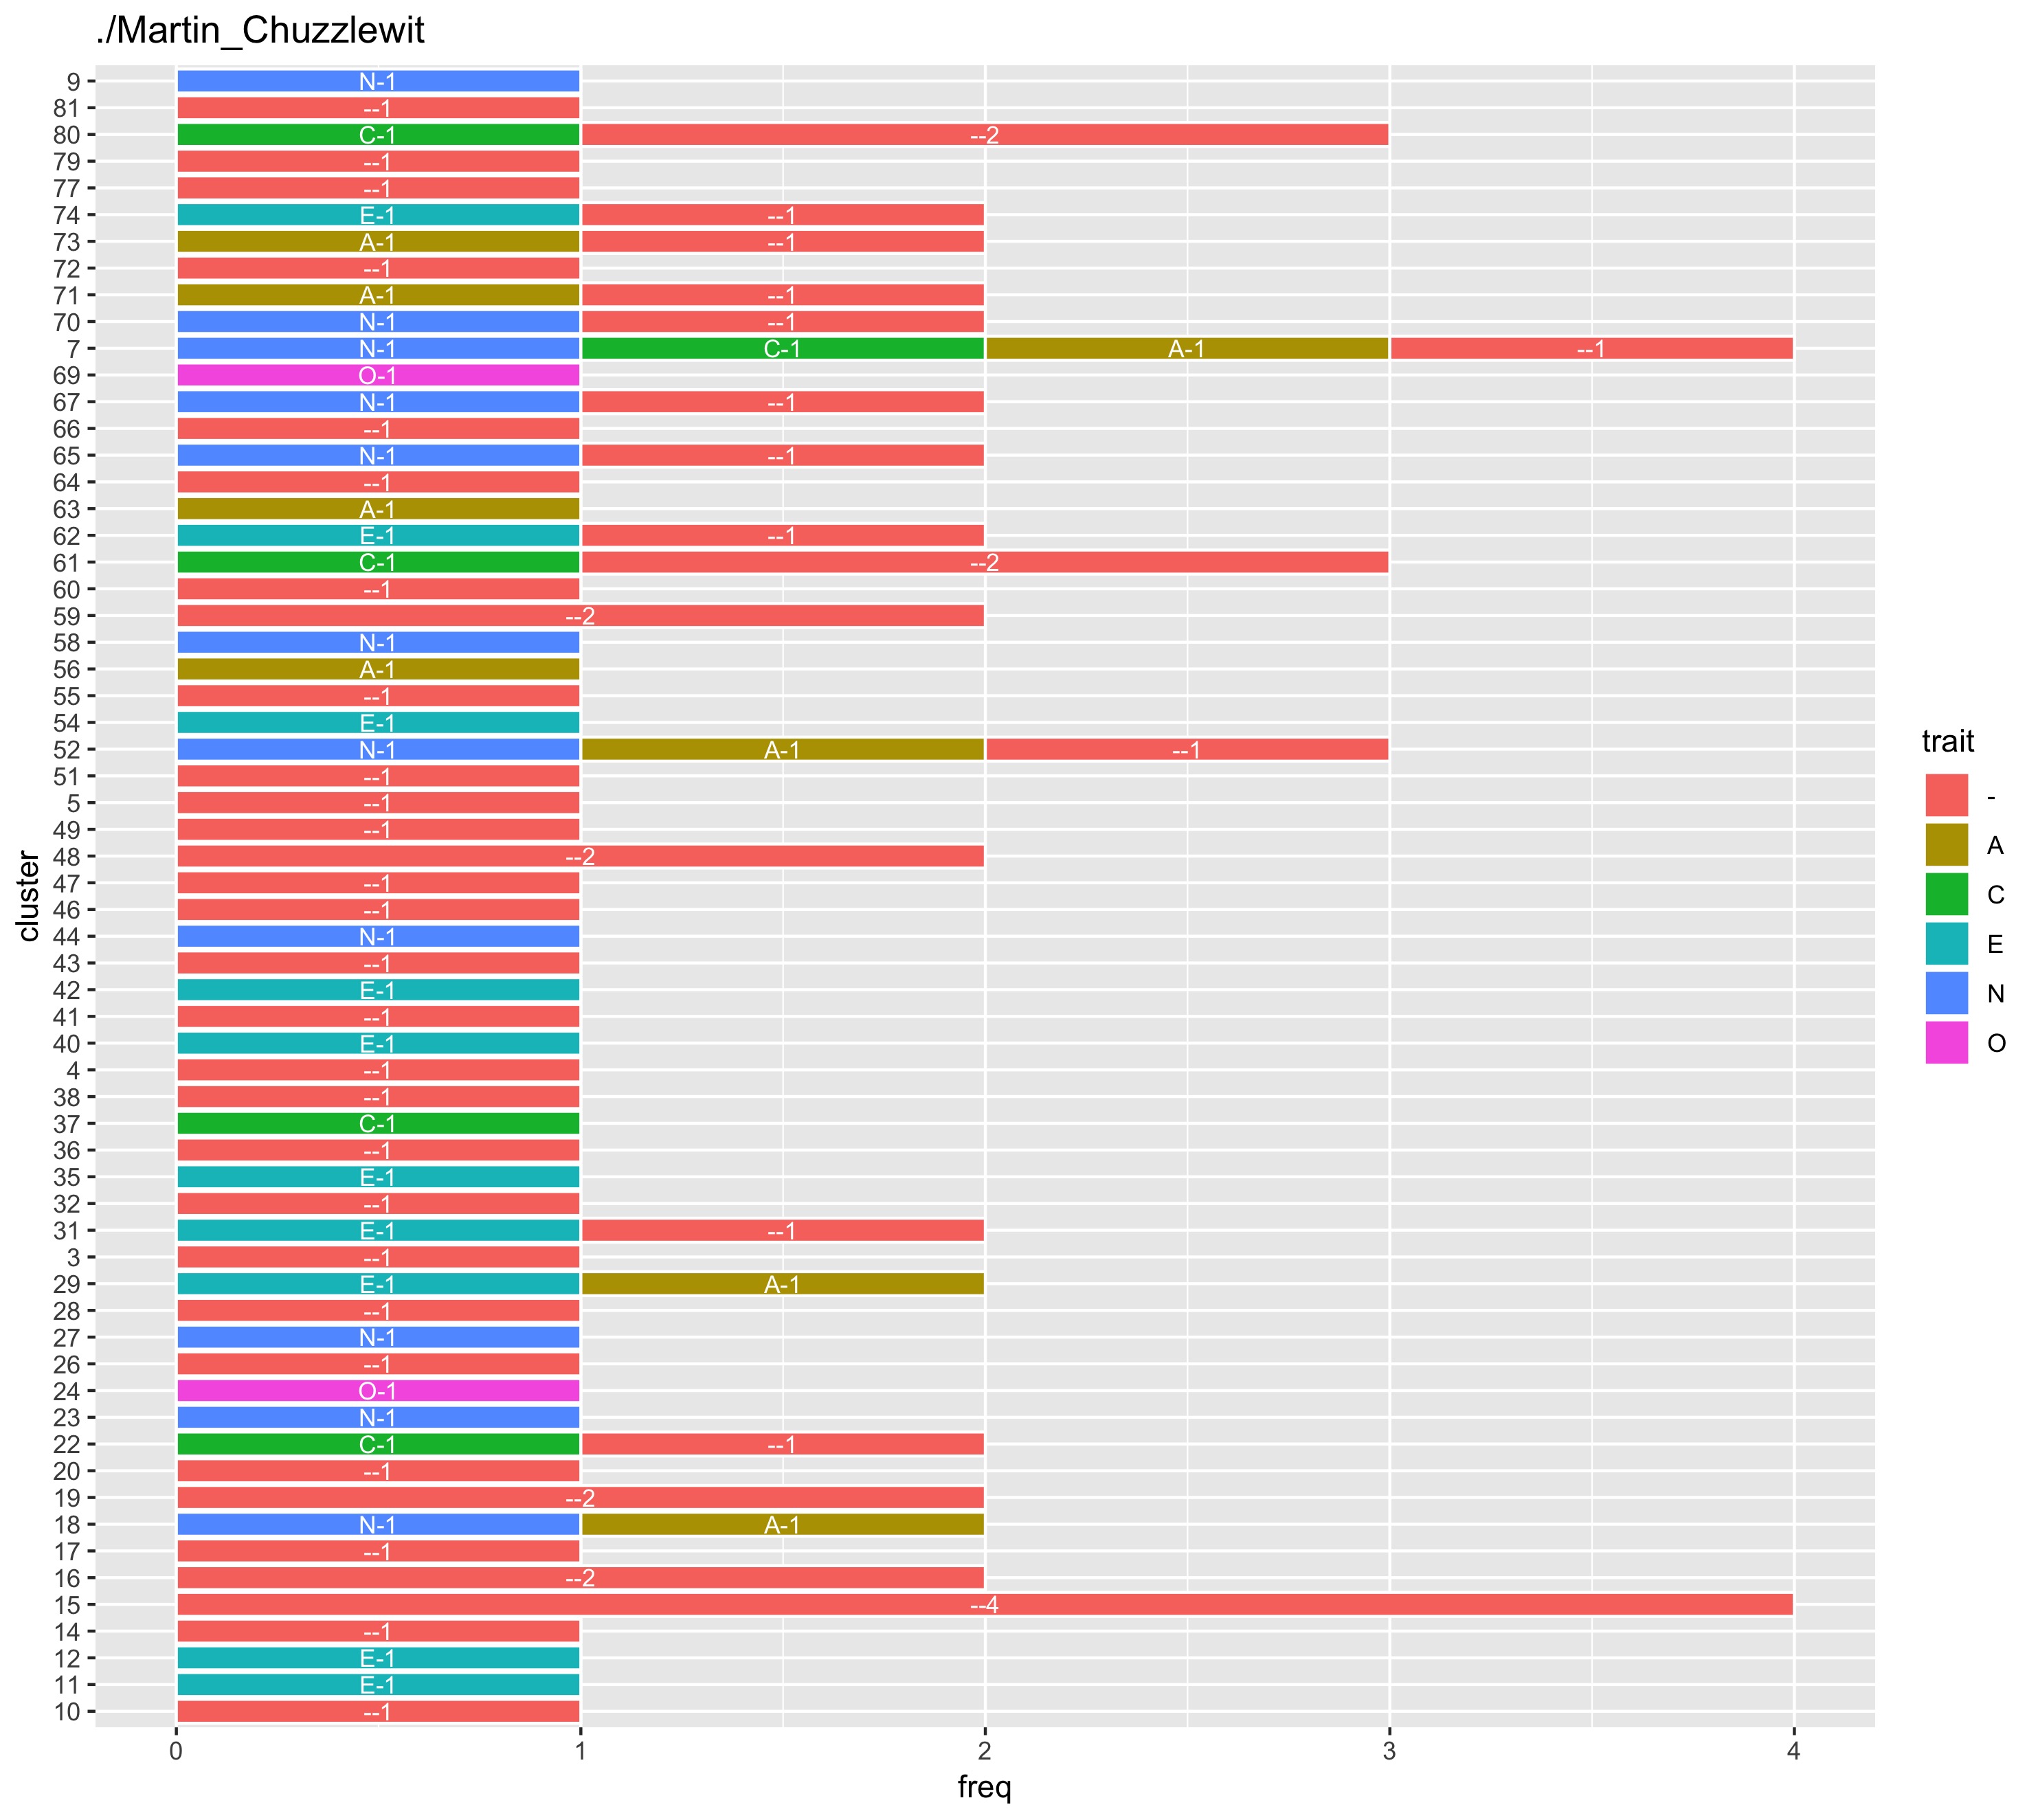 ./Martin_Chuzzlewit
9 N-1
81 --1
80 C-1 --2
79 --1
77 --1
74 E-1 --1
73 A-1 --1
72 --1
71 A-1 --1
70 N-1 --1
7 N-1 C-1 A-1 --1
69 O-1
67 N-1 --1
66 --1
65 N-1 --1
64 --1
63 A-1
62 E-1 --1
61 C-1 --2
60 --1
59 --2
58 N-1
56 A-1
55 --1
54 E-1
52 N-1 A-1 --1
51 --1
5 --1
49 --1
48 --2
47 --1
46 --1
44 N-1
43 --1
42 E-1
41 --1
40 E-1
4 --1
38 --1
37 C-1
36 --1
35 E-1
32 --1
31 E-1 --1
3 --1
29 E-1 A-1
28 --1
27 N-1
26 --1
24 O-1
23 N-1
22 C-1 --1
20 --1
19 --2
18 N-1 A-1
17 --1
16 --2
15 --4
14 --1
12 E-1
11 E-1
10 --1
0 1 2 3 4
freq
cluster
trait
-
A
C
E
N
O